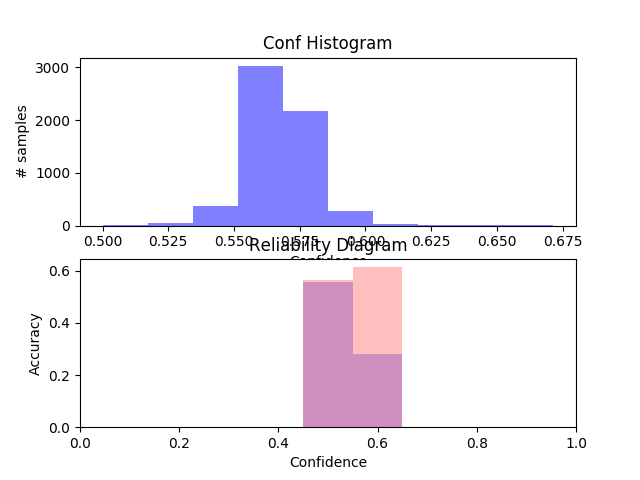 Conf Histogram
# samples
3000
2000
1000
0
0.500 0.525 0.550 0.575 0.600 0.625 0.650 0.675
Confidence
Reliability Diagram
Accuracy
0.6
0.4
0.2
0.0
0.0 0.2 0.4 0.6 0.8 1.0
Confidence